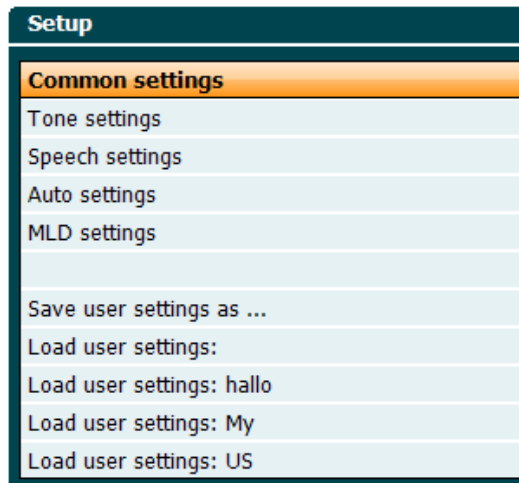 Setup
Common settings
Tone settings
Speech settings
Auto settings
MLD settings
Save user settings as ...
Load user settings:
Load user settings: hallo
Load user settings: My
Load user settings: US